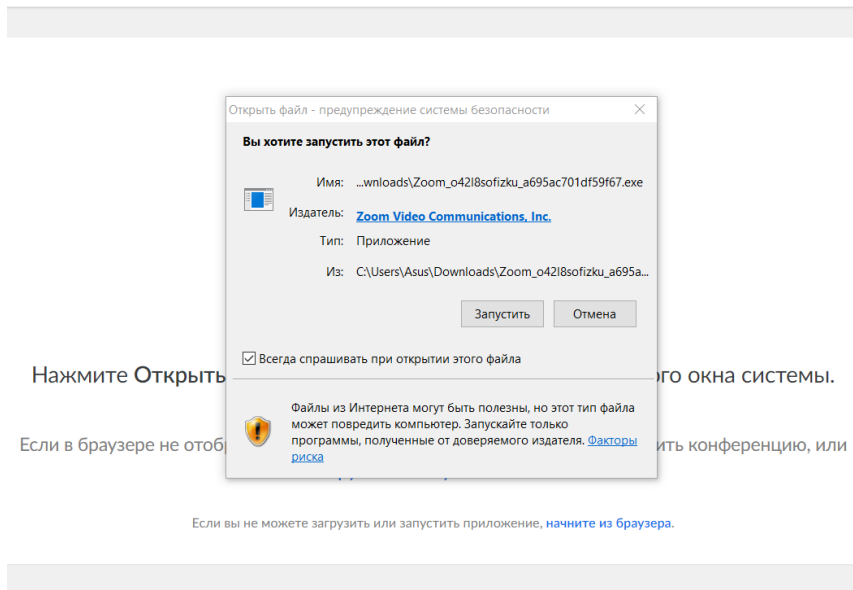 Открыть файл - предупреждение системы безопасности
Вы хотите запустить этот файл?
Имя: ...wnloads\Zoom_o42l8sofizku_a695ac701df59f67.exe
Издатель: Zoom Video Communications, Inc.
Тип: Приложение
Из: C:\Users\Asus\Downloads\Zoom_o42l8sofizku_a695a...
Запустить Отмена
Всегда спрашивать при открытии этого файла
Нажмите Открыть окна системы.
Файлы из Интернета могут быть полезны, но этот тип файла
может повредить компьютер. Запускайте только
программы, полученные от доверяемого издателя. Факторы
риска
Если в браузере не конференцию, или
Если вы не можете загрузить или запустить приложение, начните из браузера.